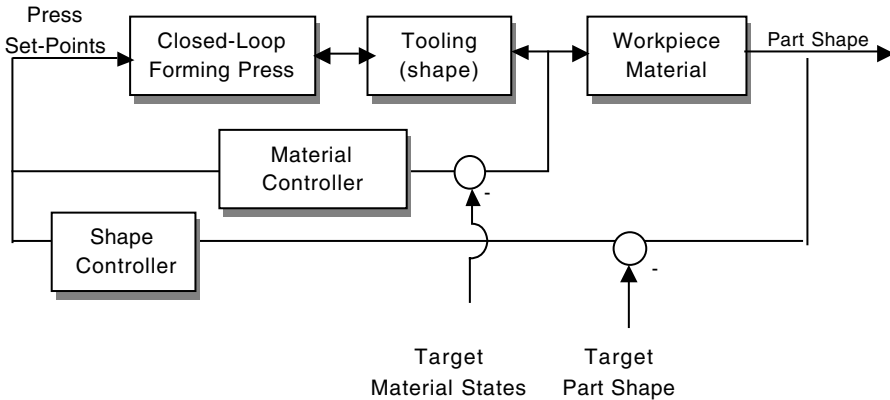 Press
Set-Points
Closed-Loop
Forming Press
Tooling
(shape)
Workpiece
Material
Part Shape
Material
Controller
-
Shape
Controller
-
Target
Material States
Target
Part Shape